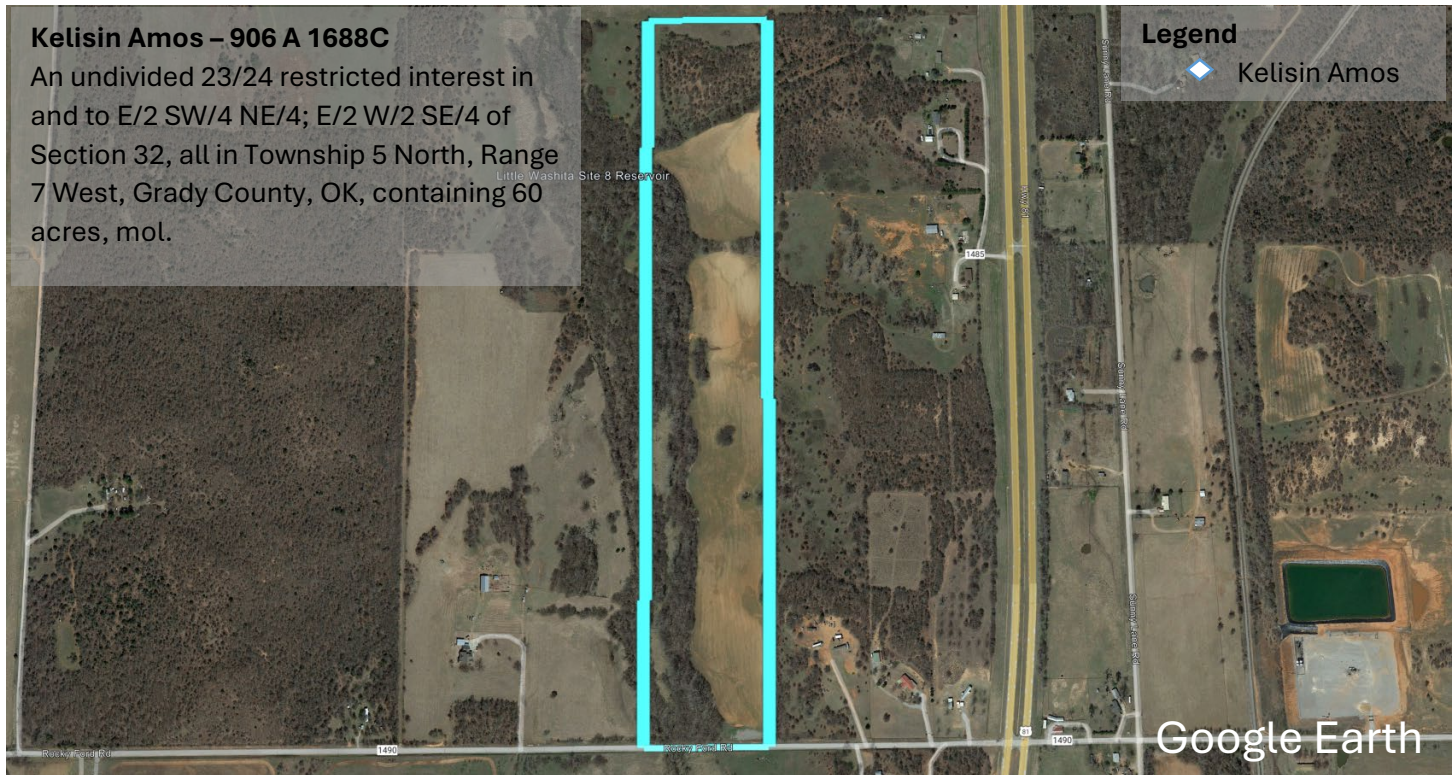 Kelisin Amos – 906 A 1688C
An undivided 23/24 restricted interest in
and to E/2 SW/4 NE/4; E/2 W/2 SE/4 of
Section 32, all in Township 5 North, Range
7 West, Grady County, OK, containing 60
acres, mol.
Legend
Kelisin Amos
Little Washita Site 8 Reservoir
1485
Rocky Ford Rd
1490
Rocky Ford Rd
81
1490
Google Earth